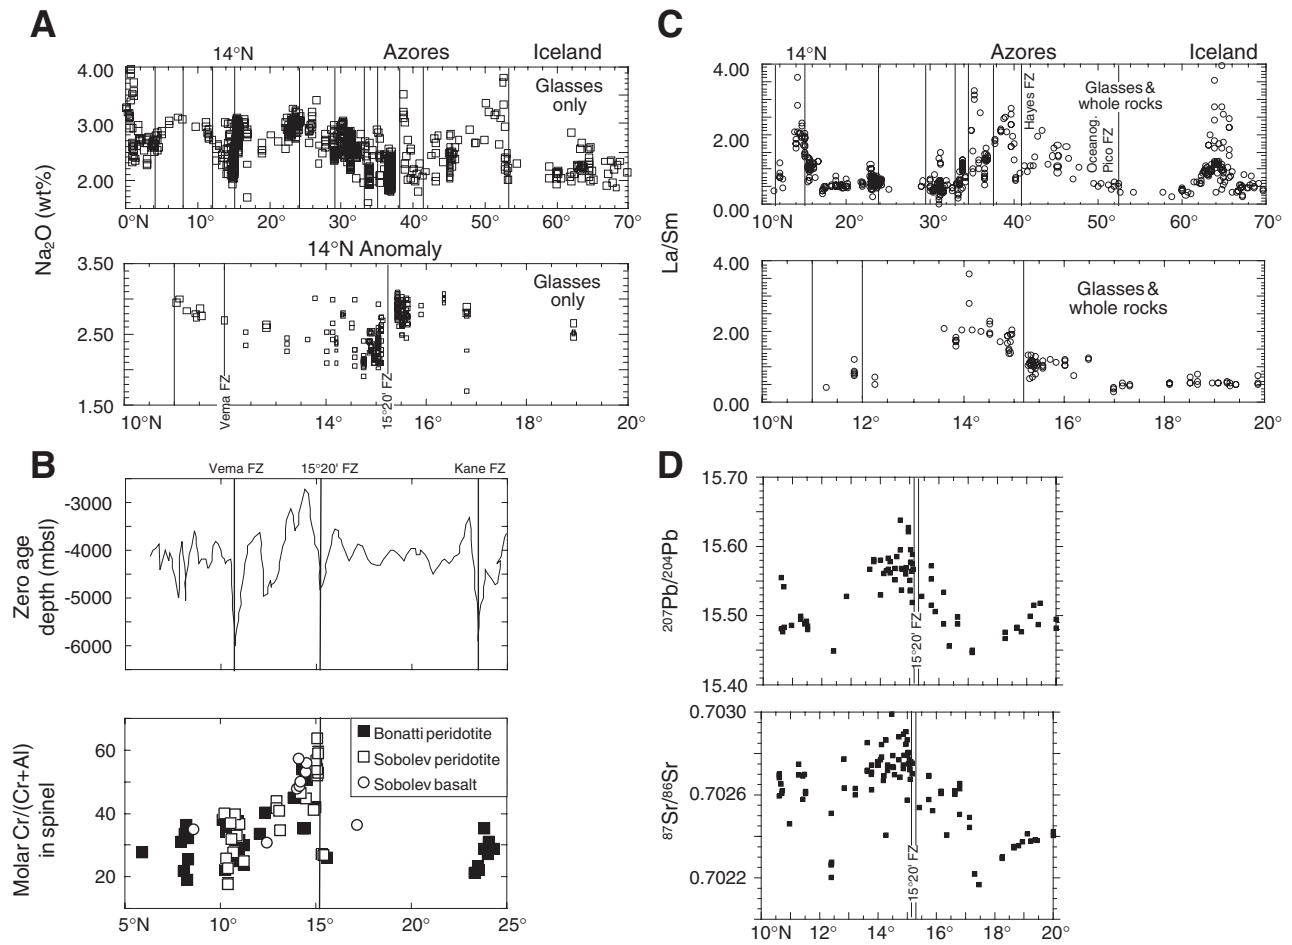 A
14°N Azores Iceland
4.00
3.00
2.00
Glasses
only
0°N 10° 20° 30° 40° 50° 60° 70°
14°N Anomaly
Na₂O (wt%)
3.50
2.50
1.50
Glasses
only
Vema FZ
15°20' FZ
10°N 12° 14° 16° 18° 20°
C
14°N Azores Iceland
4.00
2.00
0.00
Hayes FZ
Glasses &
whole rocks
Oceanog.
Pico FZ
10°N 20° 30° 40° 50° 60° 70°
La/Sm
4.00
2.00
0.00
Glasses &
whole rocks
10°N 12° 14° 16° 18° 20°
B
Vema FZ 15°20' FZ Kane FZ
Zero age
depth (mbsl)
-3000
-4000
-5000
-6000
Molar Cr/(Cr+Al)
in spinel
60
40
20
Bonatti peridotite
Sobolev peridotite
Sobolev basalt
5°N 10° 15° 20° 25°
D
15.70
15.60
15.50
15.40
²⁰⁷Pb/²⁰⁴Pb
15°20' FZ
0.7030
0.7026
0.7022
⁸⁷Sr/⁸⁶Sr
15°20' FZ
10°N 12° 14° 16° 18° 20°